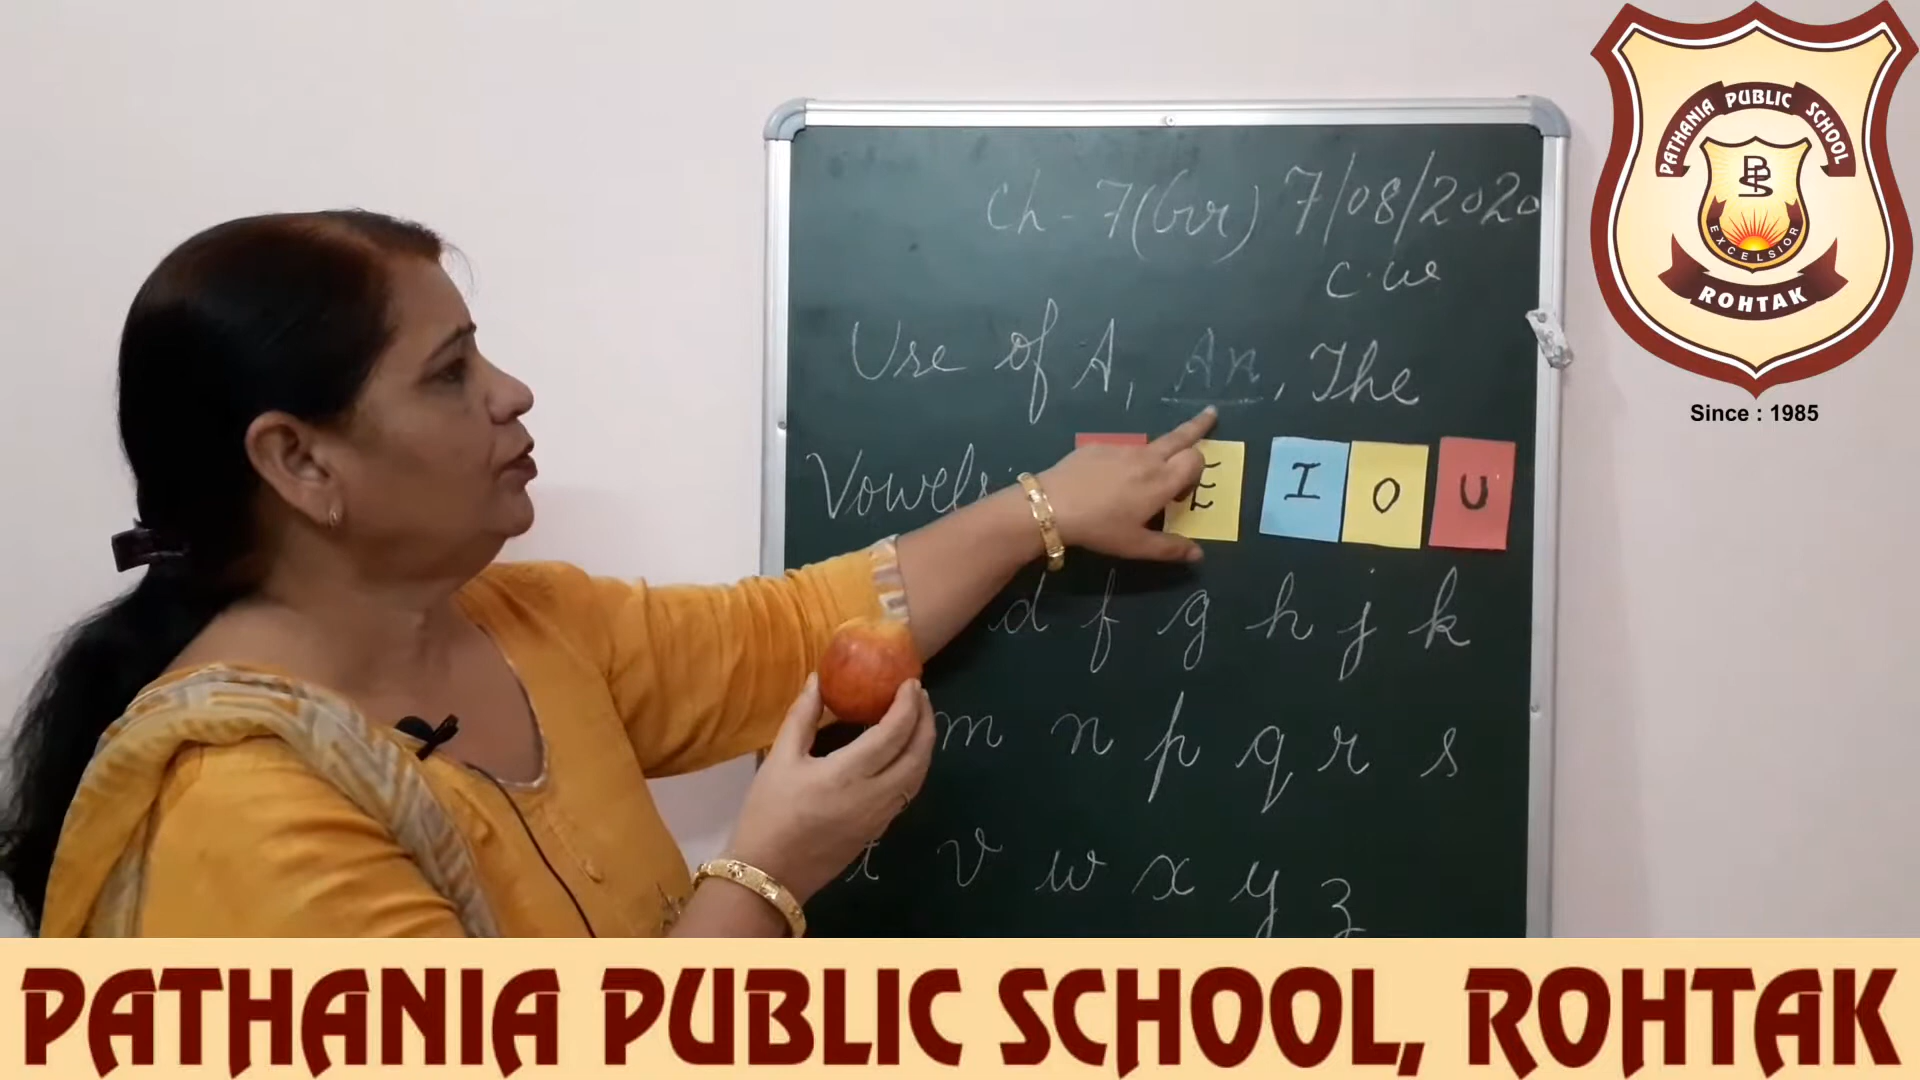 PATHANIA PUBLIC SCHOOL
BPS
EXCELSIOR
ROHTAK
Since : 1985
Ch - 7(Gr) 7/08/2020
C.W
Use of A, An, The
Vowels E I O U
d f g h j k
m n p q r s
t v w x y z
PATHANIA PUBLIC SCHOOL, ROHTAK